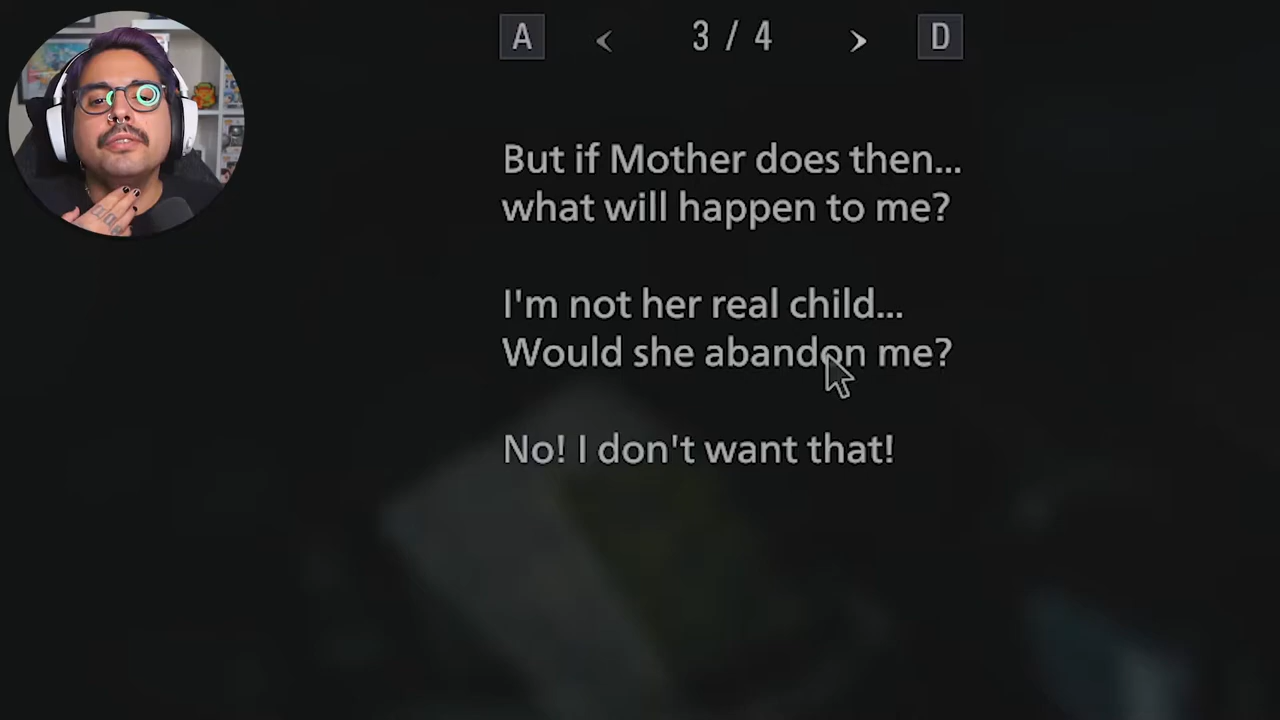 A < 3 / 4 > D
But if Mother does then...
what will happen to me?
I'm not her real child...
Would she abandon me?
No! I don't want that!